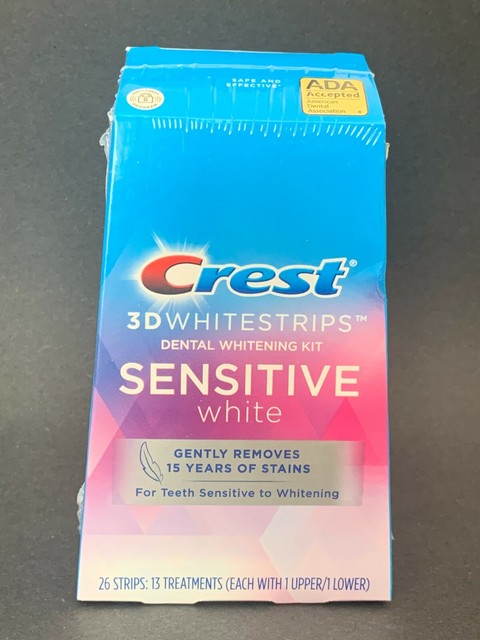 SAFE AND
EFFECTIVE*
ADA
Accepted
American
Dental
Association
Crest®
3DWHITESTRIPS™
DENTAL WHITENING KIT
SENSITIVE
white
GENTLY REMOVES
15 YEARS OF STAINS
For Teeth Sensitive to Whitening
26 STRIPS: 13 TREATMENTS (EACH WITH 1 UPPER/1 LOWER)